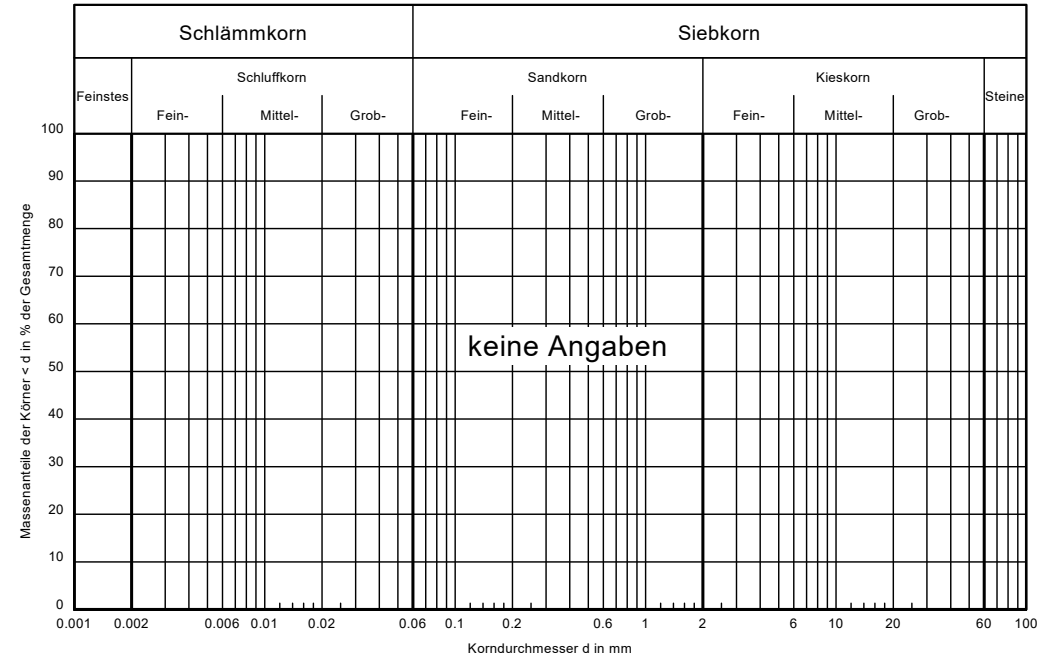 Schlämmkorn Siebkorn
Feinstes Schluffkorn Sandkorn Kieskorn Steine
Fein- Mittel- Grob- Fein- Mittel- Grob- Fein- Mittel- Grob-
100
90
80
70
60
50
40
30
20
10
0
Massenanteile der Körner < d in % der Gesamtmenge
keine Angaben
0.001 0.002 0.006 0.01 0.02 0.06 0.1 0.2 0.6 1 2 6 10 20 60 100
Korndurchmesser d in mm